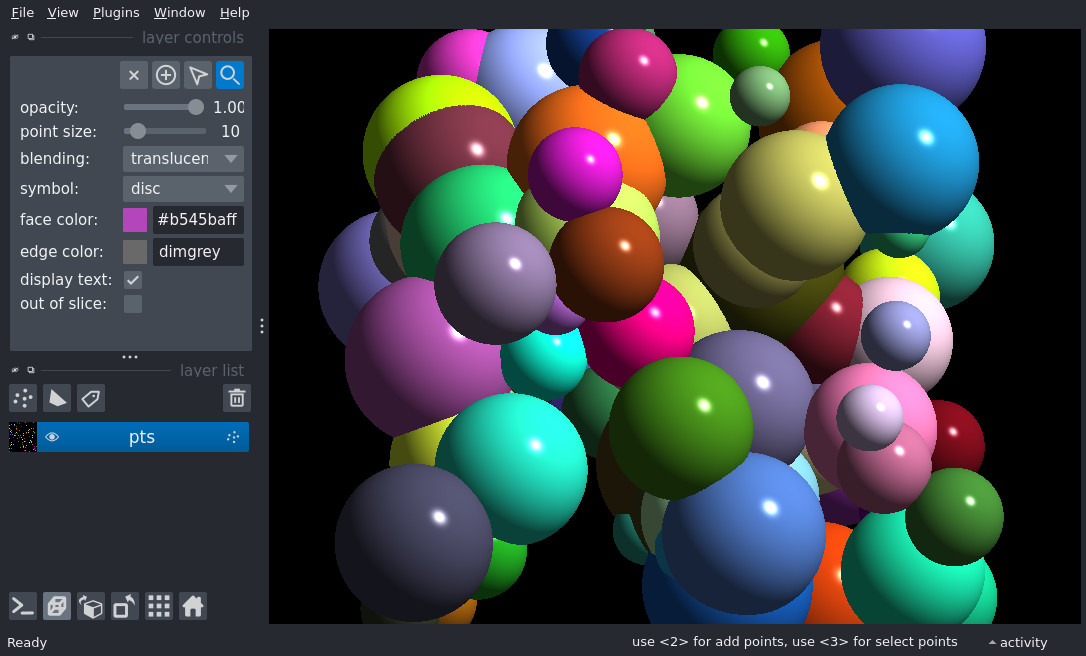 File View Plugins Window Help
layer controls
opacity: 1.00
point size: 10
blending: translucen
symbol: disc
face color: #b545baff
edge color: dimgrey
display text:
out of slice:
layer list
pts
Ready
use <2> for add points, use <3> for select points
activity